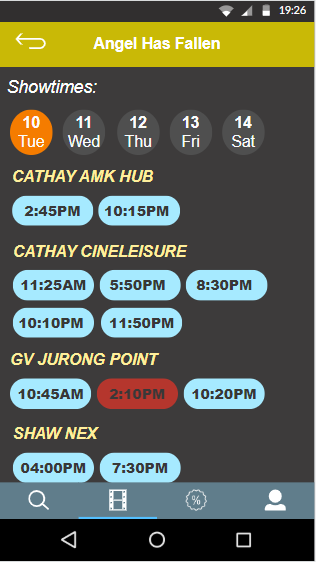 19:26
Angel Has Fallen
Showtimes:
10 11 12 13 14
Tue Wed Thu Fri Sat
CATHAY AMK HUB
2:45PM 10:15PM
CATHAY CINELEISURE
11:25AM 5:50PM 8:30PM
10:10PM 11:50PM
GV JURONG POINT
10:45AM 2:10PM 10:20PM
SHAW NEX
04:00PM 7:30PM
%